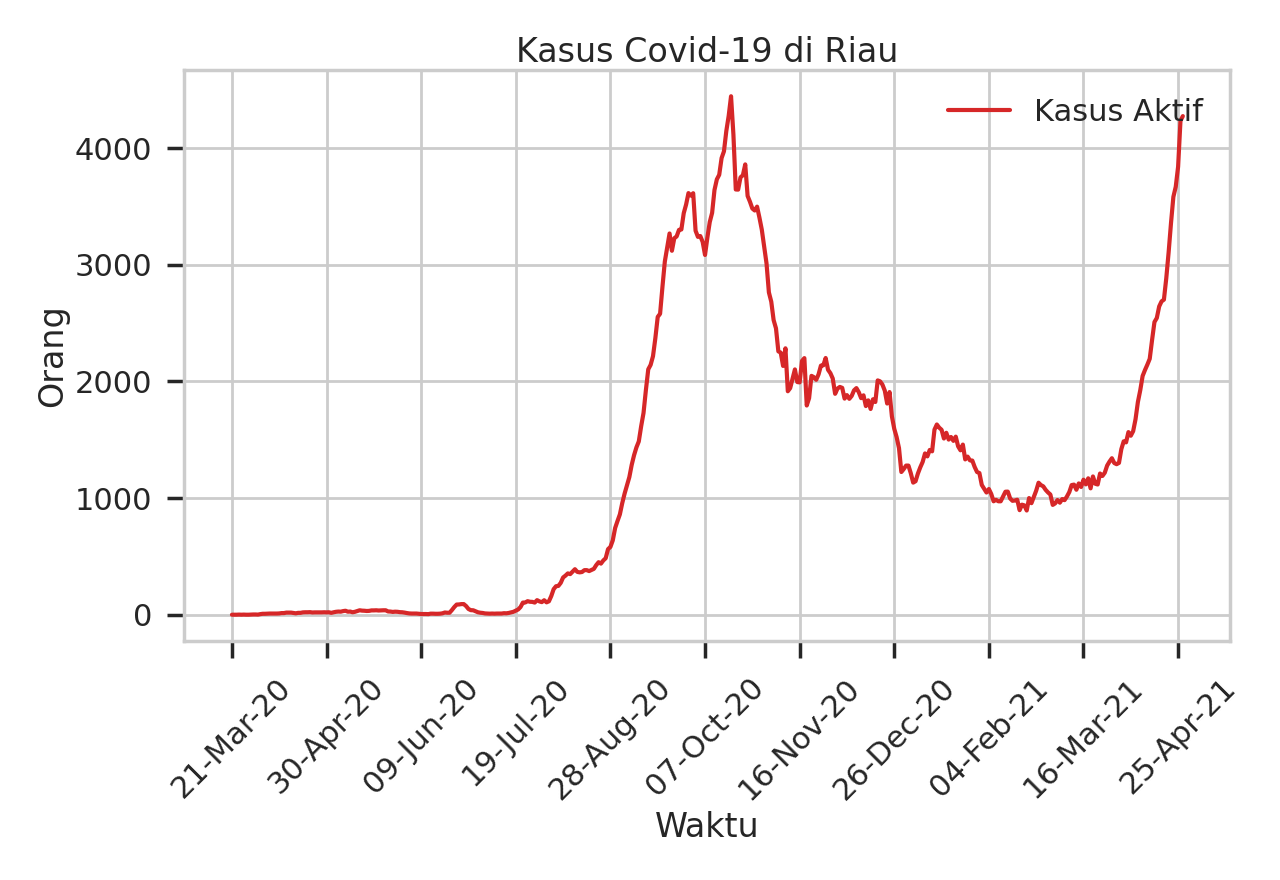 Kasus Covid-19 di Riau
Kasus Aktif
Orang
4000
3000
2000
1000
0
21-Mar-20
30-Apr-20
09-Jun-20
19-Jul-20
28-Aug-20
07-Oct-20
16-Nov-20
26-Dec-20
04-Feb-21
16-Mar-21
25-Apr-21
Waktu